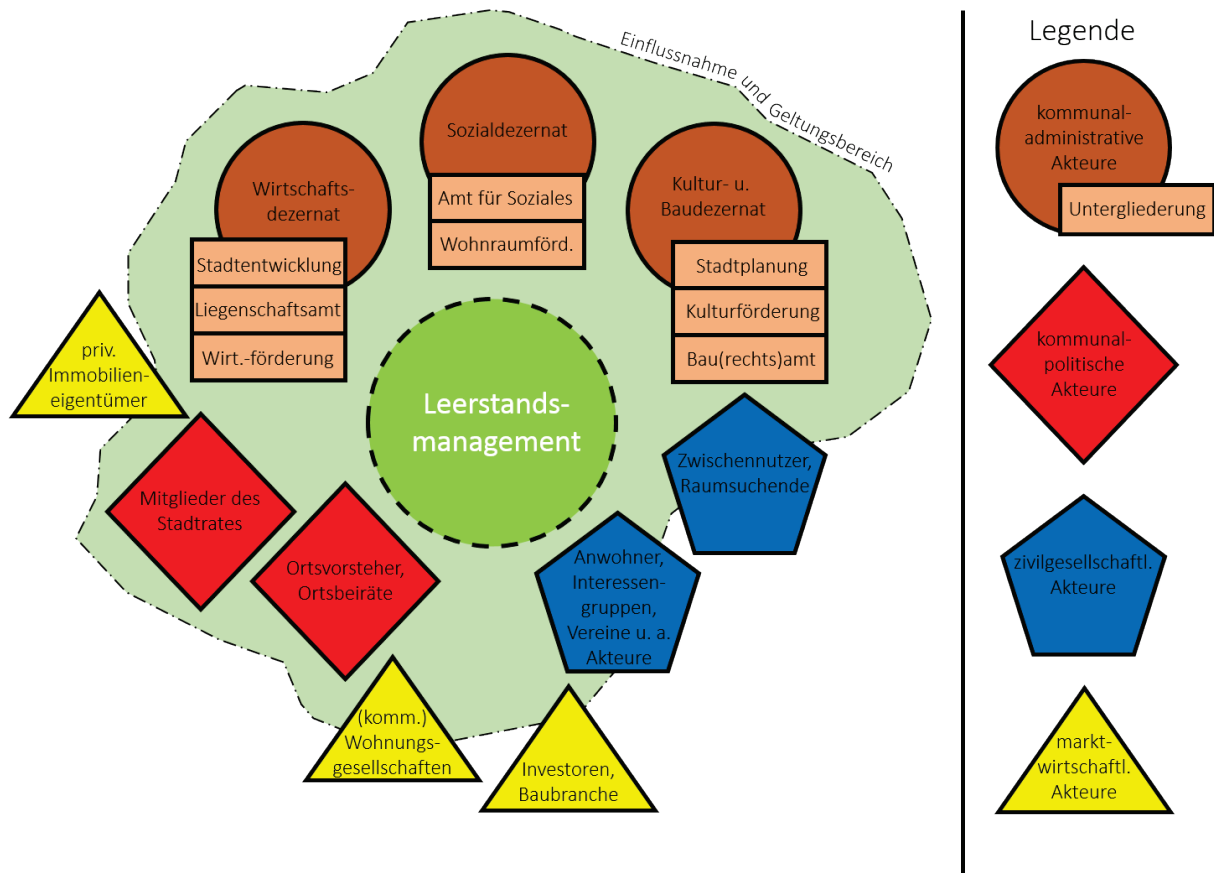 Einflussnahme und Geltungsbereich
Sozialdezernat
Amt für Soziales
Wohnraumförd.
Wirtschafts-
dezernat
Stadtentwicklung
Liegenschaftsamt
Wirt.-förderung
Kultur- u.
Baudezernat
Stadtplanung
Kulturförderung
Bau(rechts)amt
priv.
Immobilien-
eigentümer
Leerstands-
management
Mitglieder des
Stadtrates
Ortsvorsteher,
Ortsbeiräte
Zwischennutzer,
Raumsuchende
Anwohner,
Interessen-
gruppen,
Vereine u. a.
Akteure
(komm.)
Wohnungs-
gesellschaften
Investoren,
Baubranche
Legende
kommunal-
administrative
Akteure
Untergliederung
kommunal-
politische
Akteure
zivilgesellschaftl.
Akteure
markt-
wirtschaftl.
Akteure